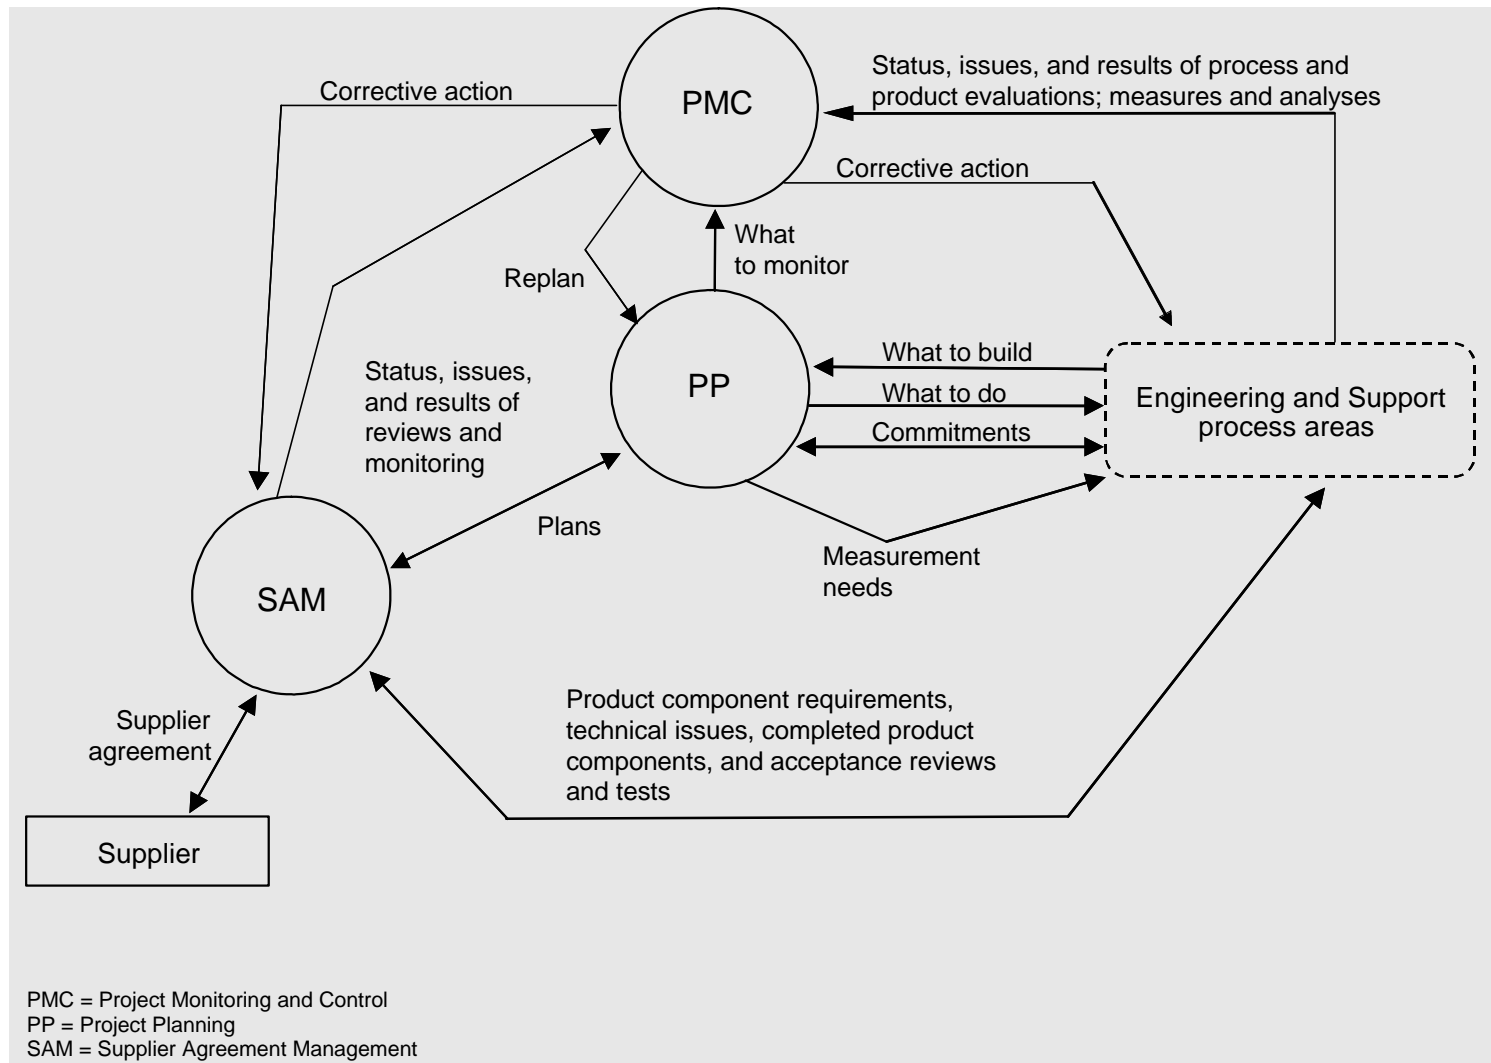 Corrective action
PMC
Status, issues, and results of process and
product evaluations; measures and analyses
Corrective action
What
to monitor
Replan
Status, issues,
and results of
reviews and
monitoring
PP
What to build
What to do
Commitments
Engineering and Support
process areas
Plans
Measurement
needs
SAM
Supplier
agreement
Product component requirements,
technical issues, completed product
components, and acceptance reviews
and tests
Supplier
PMC = Project Monitoring and Control
PP = Project Planning
SAM = Supplier Agreement Management